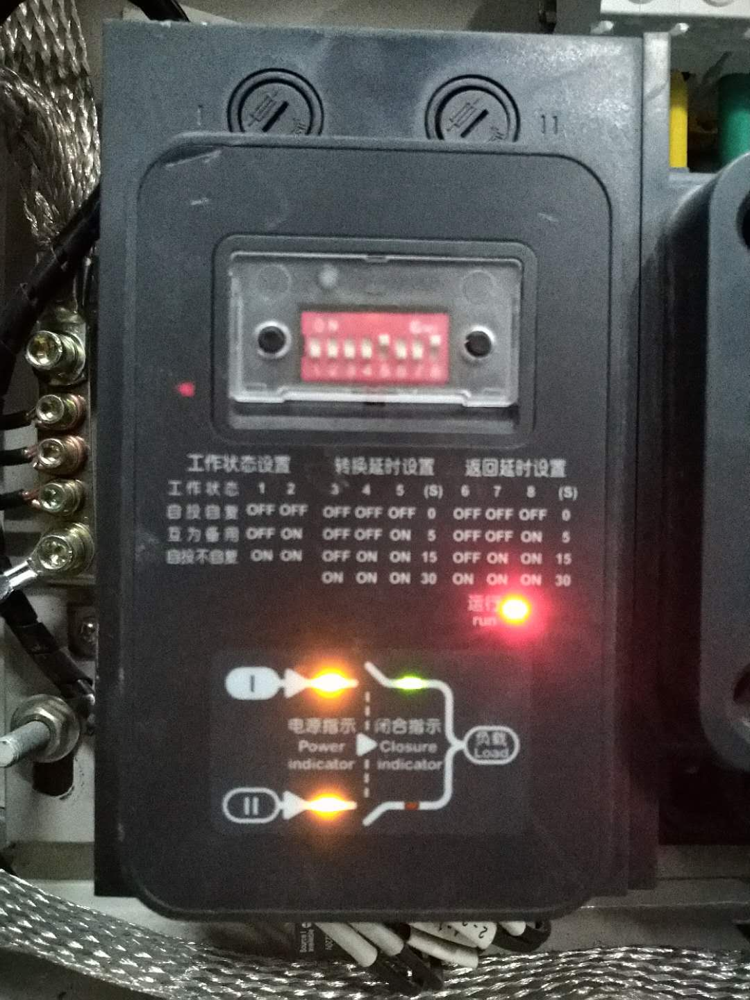 I II
ON
1 2 3 4 5 6 7 8
工作状态设置 转换延时设置 返回延时设置
工作状态 1 2 3 4 5 (S) 6 7 8 (S)
自投自复 OFF OFF OFF OFF OFF 0 OFF OFF OFF 0
互为备用 OFF ON OFF OFF ON 5 OFF OFF ON 5
自投不自复 ON ON OFF ON ON 15 OFF ON ON 15
ON ON ON 30 ON ON ON 30
运行
run
I
电源指示 闭合指示
Power Closure
indicator indicator
负载
Load
II